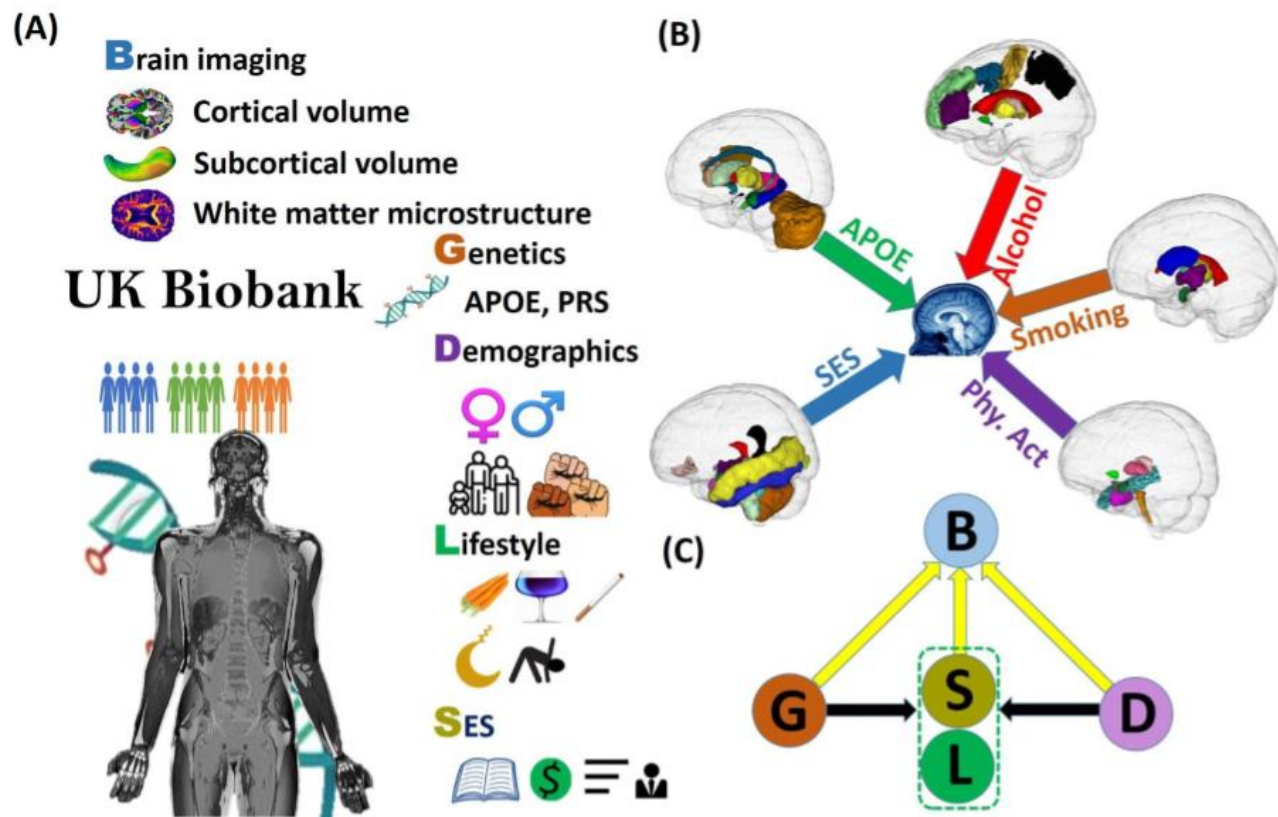 (A)
Brain imaging
Cortical volume
Subcortical volume
White matter microstructure
Genetics
UK Biobank
APOE, PRS
Demographics
Lifestyle
SES
$
(B)
APOE
Alcohol
Smoking
SES
Phy. Act
(C)
B
G
S
D
L